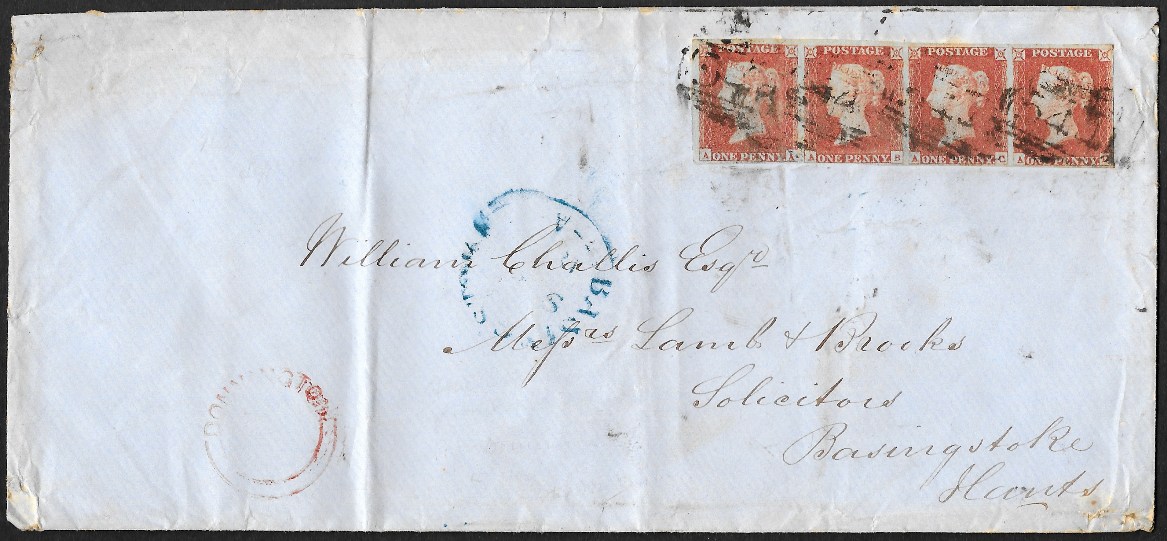 POSTAGE POSTAGE POSTAGE POSTAGE
A ONE PENNY A A ONE PENNY B A ONE PENNY C A ONE PENNY
William Challis Esqr
Messrs Lamb & Brooks
Solicitors
Basingstoke
Hants
DONNINGTON